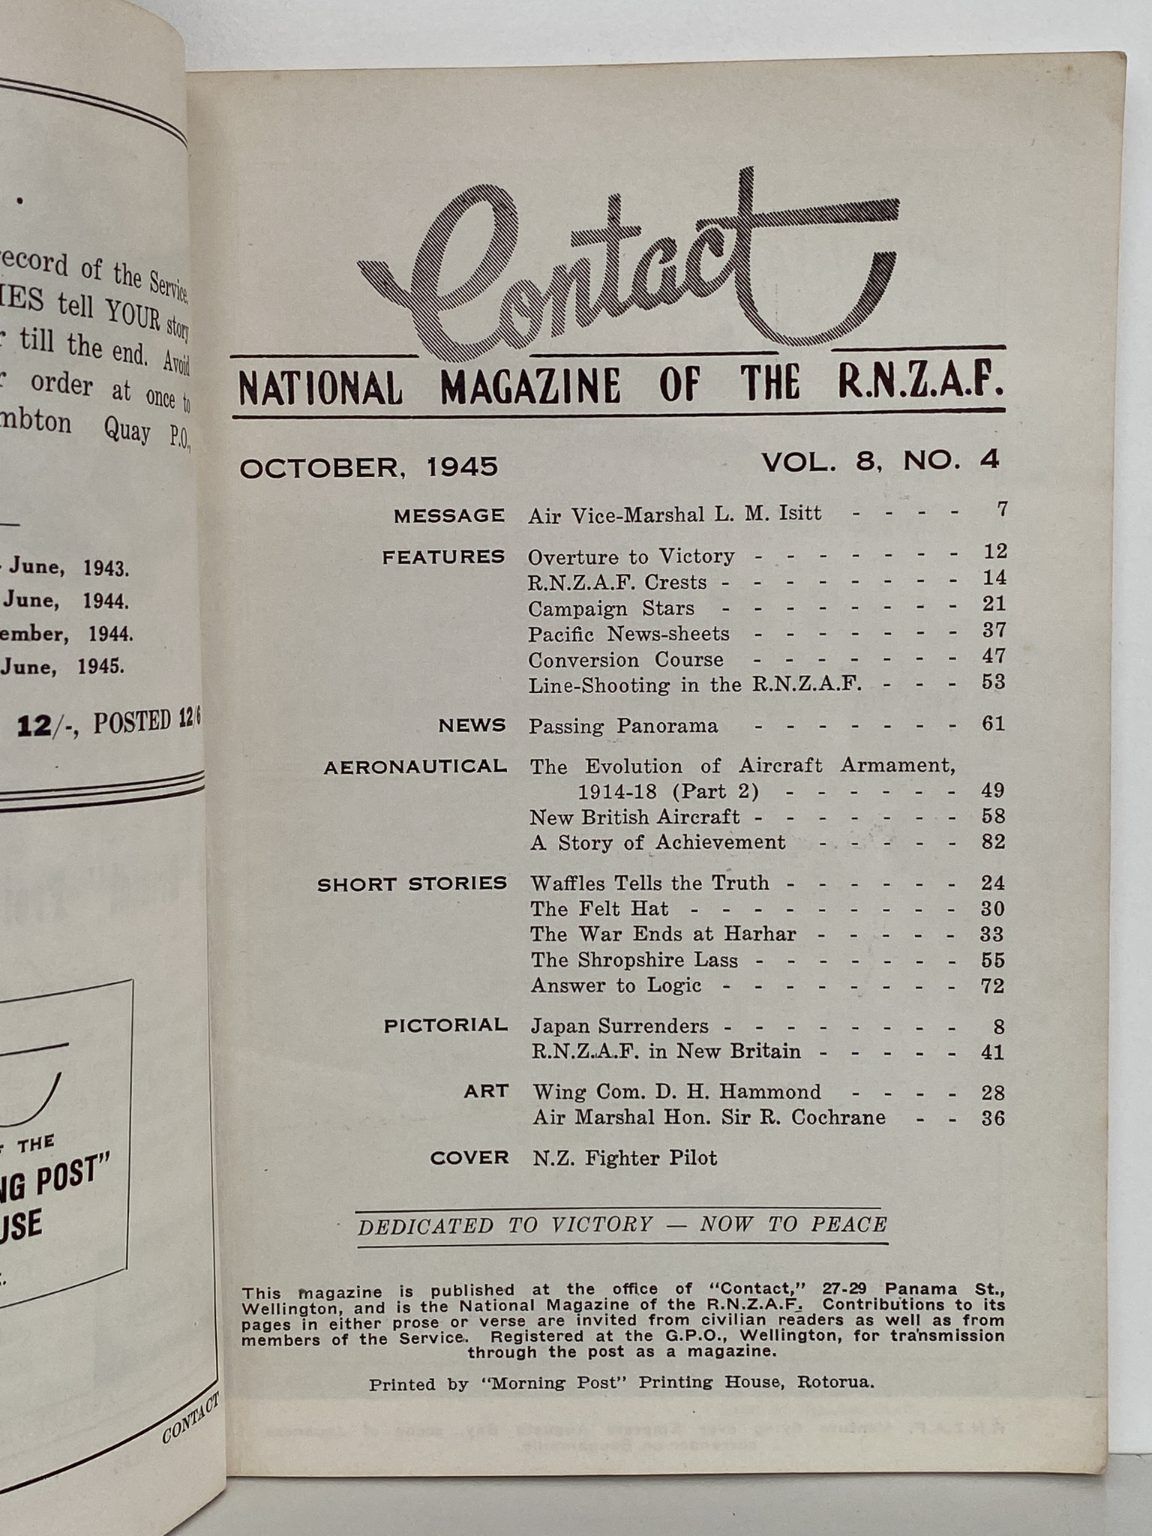 record of the Service.
tell YOUR story
till the end. Avoid
order at once to
Quay P.O.,
June, 1943.
June, 1944.
1944.
June, 1945.
12/-, POSTED 12/6
THE
POST"
CONTACT
Contact
NATIONAL MAGAZINE OF THE R.N.Z.A.F.
OCTOBER, 1945 VOL. 8, NO. 4
MESSAGE Air Vice-Marshal L. M. Isitt - - - - 7
FEATURES Overture to Victory - - - - - - - 12
R.N.Z.A.F. Crests - - - - - - - - 14
Campaign Stars - - - - - - - - 21
Pacific News-sheets - - - - - - - 37
Conversion Course - - - - - - - 47
Line-Shooting in the R.N.Z.A.F. - - - 53
NEWS Passing Panorama - - - - - - - 61
AERONAUTICAL The Evolution of Aircraft Armament,
1914-18 (Part 2) - - - - - - 49
New British Aircraft - - - - - - - 58
A Story of Achievement - - - - - 82
SHORT STORIES Waffles Tells the Truth - - - - - - 24
The Felt Hat - - - - - - - - - 30
The War Ends at Harhar - - - - - 33
The Shropshire Lass - - - - - - - 55
Answer to Logic - - - - - - - - 72
PICTORIAL Japan Surrenders - - - - - - - - 8
R.N.Z.A.F. in New Britain - - - - - 41
ART Wing Com. D. H. Hammond - - - - 28
Air Marshal Hon. Sir R. Cochrane - - 36
COVER N.Z. Fighter Pilot
DEDICATED TO VICTORY — NOW TO PEACE
This magazine is published at the office of "Contact," 27-29 Panama St.,
Wellington, and is the National Magazine of the R.N.Z.A.F. Contributions to its
pages in either prose or verse are invited from civilian readers as well as from
members of the Service. Registered at the G.P.O., Wellington, for transmission
through the post as a magazine.
Printed by "Morning Post" Printing House, Rotorua.